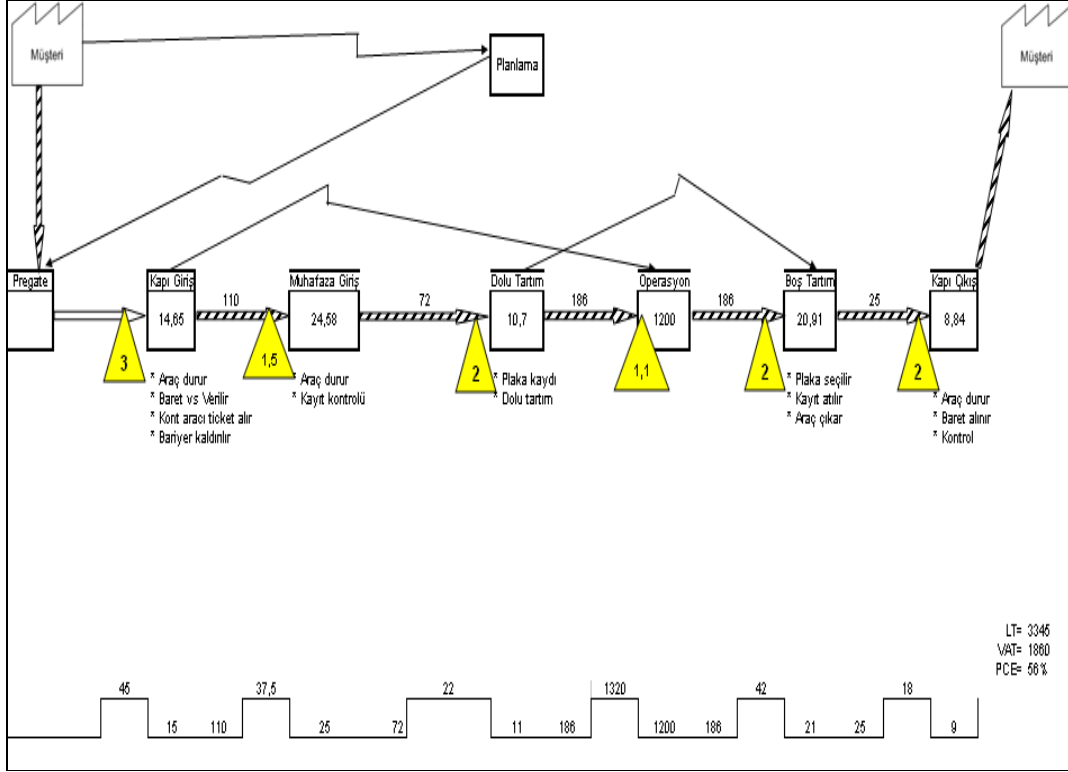 Müşteri
Müşteri
Planlama
Pregate
Kapı Giriş
Muhafaza Giriş
Dolu Tartım
Operasyon
Boş Tartım
Kapı Çıkış
110
72
186
186
25
14,65
24,58
10,7
1200
20,91
8,84
3
1,5
2
1,1
2
2
* Araç durur
* Baret vs Verilir
* Kont aracı ticket alır
* Bariyer kaldırılır
* Araç durur
* Kayıt kontrolü
* Plaka kaydı
* Dolu tartım
* Plaka seçilir
* Kayıt atılır
* Araç çıkar
* Araç durur
* Baret alınır
* Kontrol
LT= 3345
VAT= 1860
PCE= 56%
45
37,5
22
1320
42
18
15
110
25
72
11
186
1200
186
21
25
9